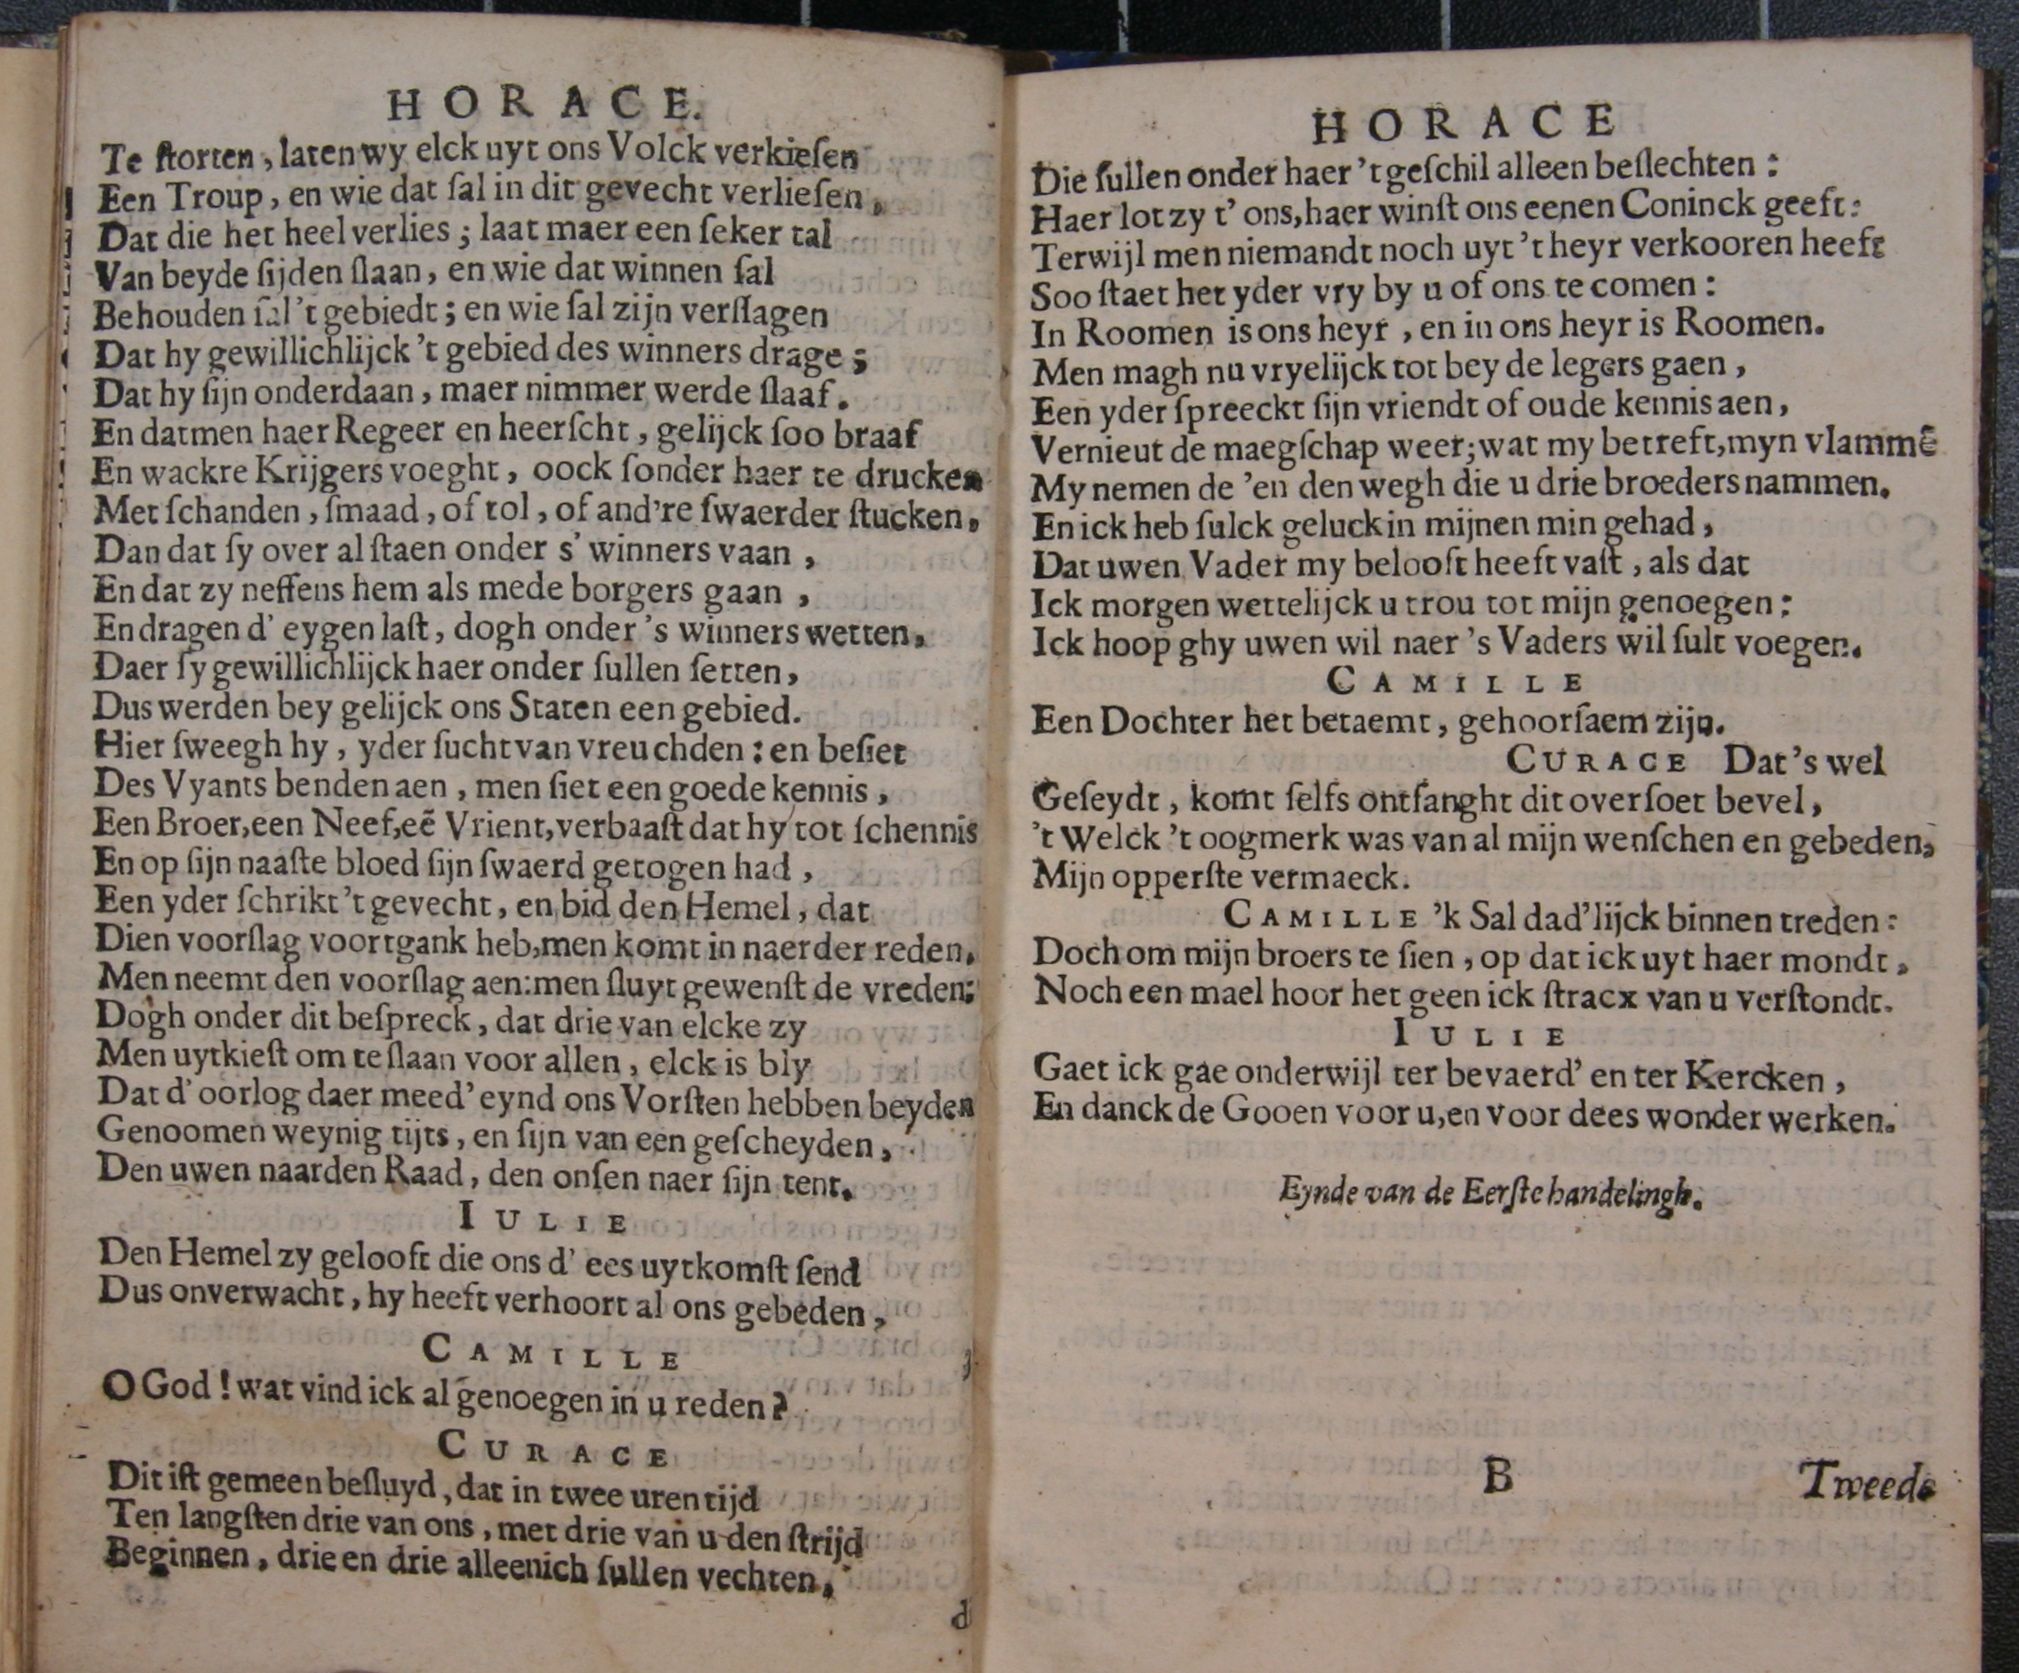 HORACE.
Te ſtorten, laten wy elck uyt ons Volck verkieſen
Een Troup, en wie dat ſal in dit gevecht verlieſen,
Dat die het heel verlies; laat maer een ſeker tal
Van beyde ſijden ſlaan, en wie dat winnen ſal
Behouden ſal 't gebiedt; en wie ſal zijn verſlagen
Dat hy gewillichlijck 't gebied des winners drage;
Dat hy ſijn onderdaan, maer nimmer werde ſlaaf.
En datmen haer Regeer en heerſcht, gelijck ſoo braaf
En wackre Krijgers voeght, oock ſonder haer te drucken
Met ſchanden, ſmaad, of tol, of and're ſwaerder ſtucken,
Dan dat ſy over al ſtaen onder s' winners vaan,
En dat zy neffens hem als mede borgers gaan,
En dragen d' eygen laſt, dogh onder 's winners wetten,
Daer ſy gewillichlijck haer onder ſullen ſetten,
Dus werden bey gelijck ons Staten een gebied.
Hier ſweegh hy, yder ſucht van vreuchden: en beſiet
Des Vyants benden aen, men ſiet een goede kennis,
Een Broer, een Neef, eē Vrient, verbaaſt dat hy tot ſchennis
En op ſijn naaſte bloed ſijn ſwaerd getogen had,
Een yder ſchrikt 't gevecht, en bid den Hemel, dat
Dien voorſlag voortgank heb, men komt in naerder reden,
Men neemt den voorſlag aen: men ſluyt gewenſt de vreden;
Dogh onder dit beſpreck, dat drie van elcke zy
Men uytkieſt om te ſlaan voor allen, elck is bly
Dat d' oorlog daer meed' eynd ons Vorſten hebben beyden
Genoomen weynig tijts, en ſijn van een geſcheyden,
Den uwen naarden Raad, den onſen naer ſijn tent.
IULIE
Den Hemel zy gelooft die ons d' ees uytkomſt ſend
Dus onverwacht, hy heeft verhoort al ons gebeden,
CAMILLE
O God! wat vind ick al genoegen in u reden?
CURACE
Dit iſt gemeen beſluyd, dat in twee uren tijd
Ten langſten drie van ons, met drie van u den ſtrijd
Beginnen, drie en drie alleenich ſullen vechten,
d
HORACE
Die ſullen onder haer 't geſchil alleen beſlechten:
Haer lot zy t' ons, haer winſt ons eenen Coninck geeft:
Terwijl men niemandt noch uyt 't heyr verkooren heeft
Soo ſtaet het yder vry by u of ons te comen:
In Roomen is ons heyr, en in ons heyr is Roomen.
Men magh nu vryelijck tot beyde legers gaen,
Een yder ſpreeckt ſijn vriendt of oude kennis aen,
Vernieut de maegſchap weer; wat my betreft, myn vlammē
My nemen de 'en den wegh die u drie broeders nammen.
En ick heb ſulck geluck in mijnen min gehad,
Dat uwen Vader my belooft heeft vaſt, als dat
Ick morgen wettelijck u trou tot mijn genoegen:
Ick hoop ghy uwen wil naer 's Vaders wil ſult voegen.
CAMILLE
Een Dochter het betaemt, gehoorſaem zijn.
CURACE Dat's wel
Geſeydt, komt ſelfs ontfanght dit overſoet bevel,
't Welck 't oogmerk was van al mijn wenſchen en gebeden,
Mijn opperſte vermaeck.
CAMILLE 'k Sal dad'lijck binnen treden:
Doch om mijn broers te ſien, op dat ick uyt haer mondt,
Noch een mael hoor het geen ick ſtracx van u verſtondt.
IULIE
Gaet ick gae onderwijl ter bevaerd' en ter Kercken,
En danck de Gooen voor u, en voor dees wonder werken.
Eynde van de Eerſte handelingh.
B Tweede